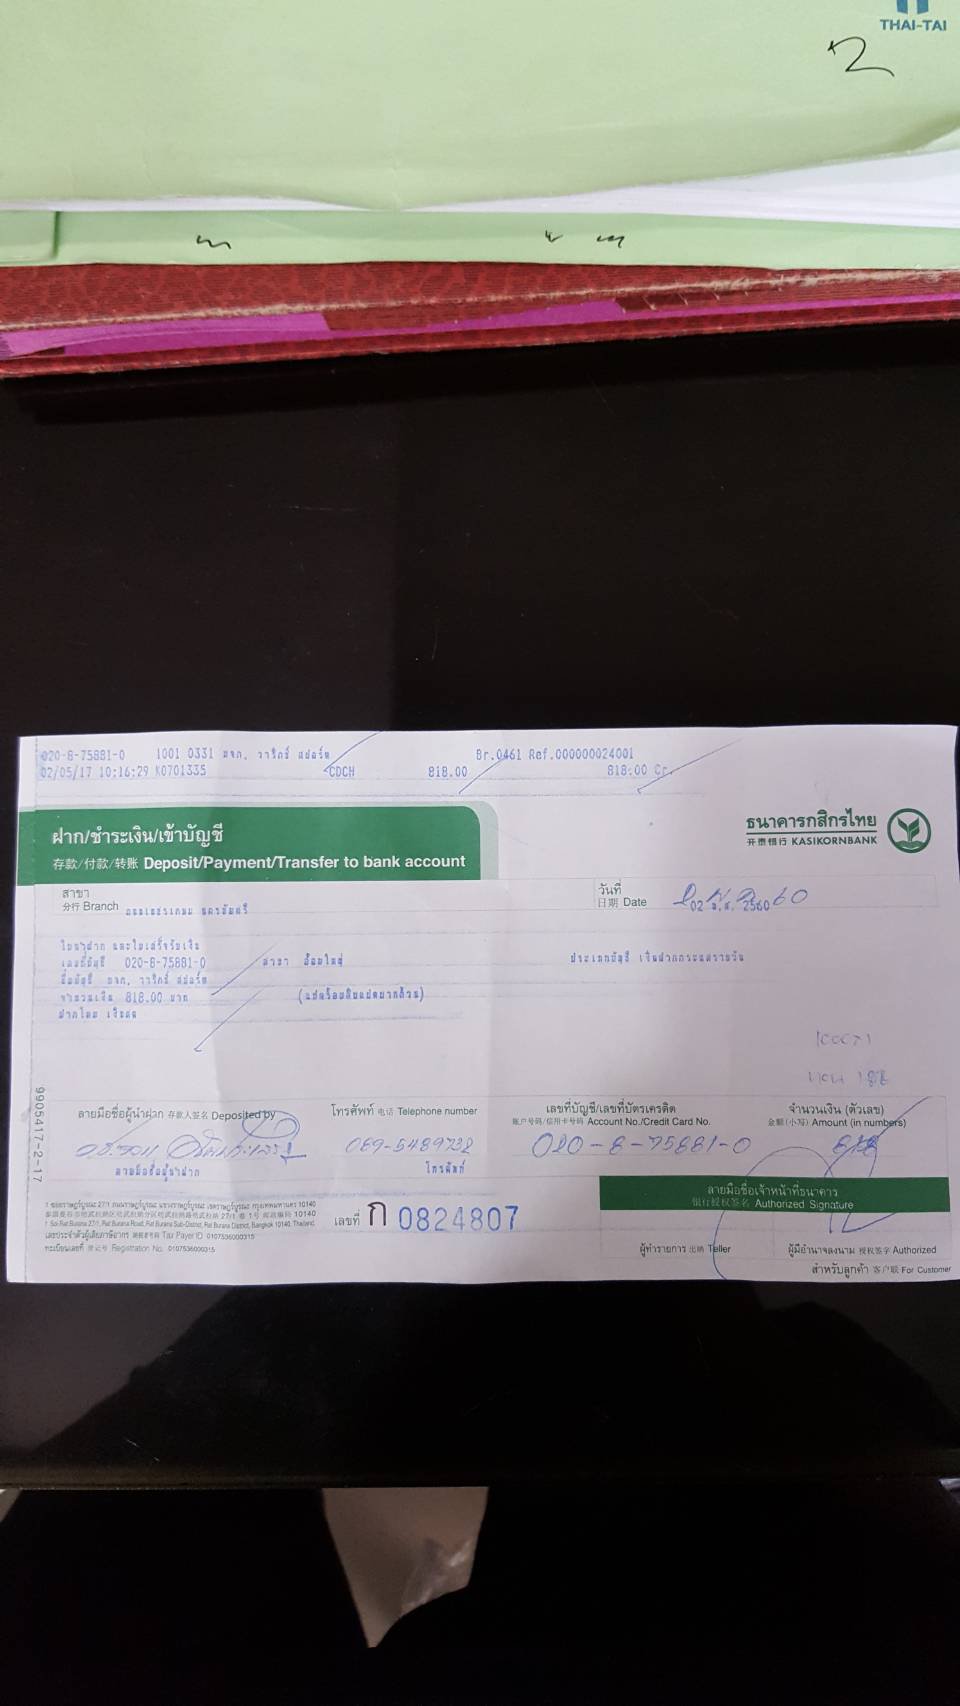 THAI-TAI
2
020-8-75881-0 1001 0331 หจก. วาริกร์ สปอร์ต Br.0461 Ref.000000024001
02/05/17 10:16:29 K0701335 CDCH 818.00 818.00 Cr.
ฝาก/ชำระเงิน/เข้าบัญชี
存款/付款/转账 Deposit/Payment/Transfer to bank account
ธนาคารกสิกรไทย
开泰银行 KASIKORNBANK
สาขา
分行 Branch
วันที่
日期 Date 02 พ.ค. 2560
ใบนำฝาก และใบเสร็จรับเงิน
เลขที่บัญชี 020-8-75881-0 สาขา อ้อมใหญ่ ประเภทบัญชี เงินฝากกระแสรายวัน
ชื่อบัญชี หจก. วาริกร์ สปอร์ต
จำนวนเงิน 818.00 บาท (แปดร้อยสิบแปดบาทถ้วน)
ฝากโดย เงินสด
9905417-2-17
ลายมือชื่อผู้นำฝาก 存款人签名 Deposited by
โทรศัพท์ 电话 Telephone number
เลขที่บัญชี/เลขที่บัตรเครดิต
账户号码/信用卡号码 Account No./Credit Card No.
จำนวนเงิน (ตัวเลข)
金额(小写) Amount (in numbers)
089-5489732
020-8-75881-0
818
ลายมือชื่อผู้นำฝาก
โทรศัพท์
1 ซอยราษฎร์บูรณะ 27/1 ถนนราษฎร์บูรณะ แขวงราษฎร์บูรณะ เขตราษฎร์บูรณะ กรุงเทพมหานคร 10140
1 Soi Rat Burana 27/1, Rat Burana Road, Rat Burana Sub-District, Rat Burana District, Bangkok 10140, Thailand.
เลขประจำตัวผู้เสียภาษีอากร 纳税者号 Tax Payer ID 0107536000315
ทะเบียนเลขที่ 登记号 Registration No. 0107536000315
เลขที่ ก 0824807
ลายมือชื่อเจ้าหน้าที่ธนาคาร
银行授权签名 Authorized Signature
ผู้ทำรายการ 出纳 Teller
ผู้มีอำนาจลงนาม 授权签字 Authorized
สำหรับลูกค้า 客户联 For Customer